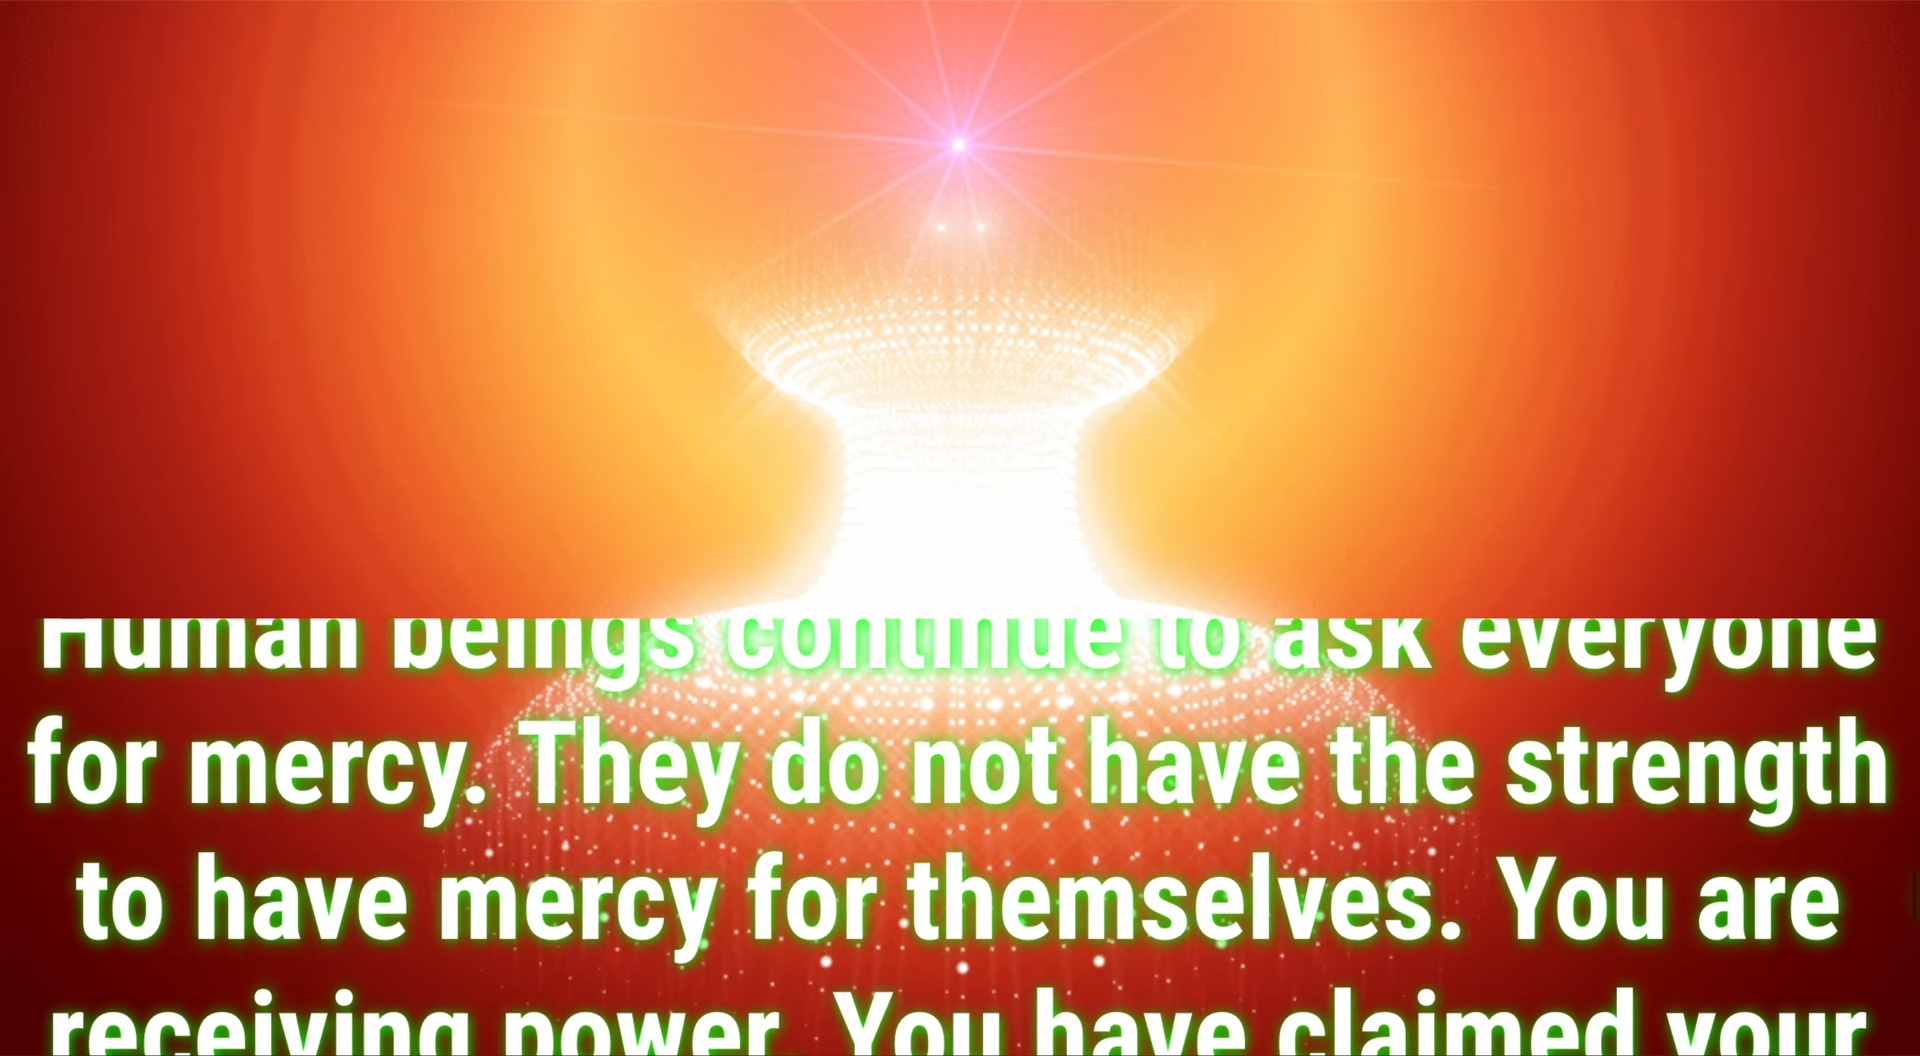 Human beings continue to ask everyone
for mercy. They do not have the strength
to have mercy for themselves. You are
receiving power. You have claimed your